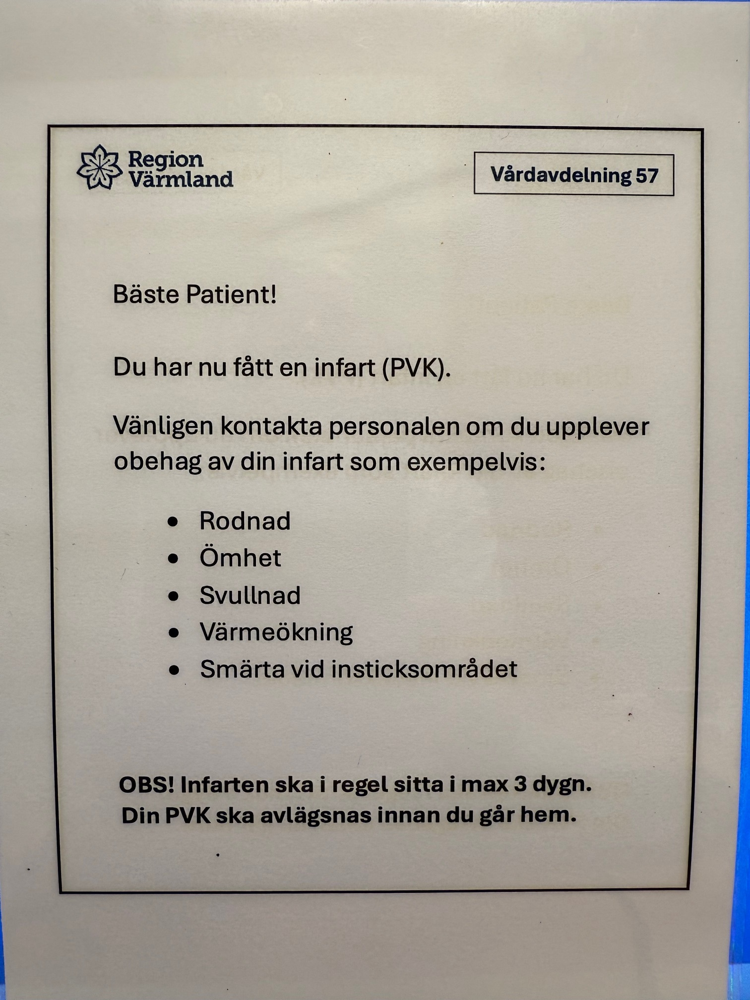 Region
Värmland
Vårdavdelning 57
Bäste Patient!
Du har nu fått en infart (PVK).
Vänligen kontakta personalen om du upplever
obehag av din infart som exempelvis:
• Rodnad
• Ömhet
• Svullnad
• Värmeökning
• Smärta vid insticksområdet
OBS! Infarten ska i regel sitta i max 3 dygn.
Din PVK ska avlägsnas innan du går hem.